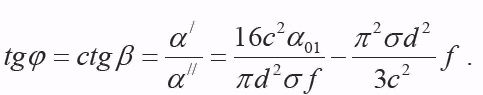 tgφ = ctgβ = α^/ / α^// = 16c²α₀₁ / πd²σf − π²σd² / 3c² f .